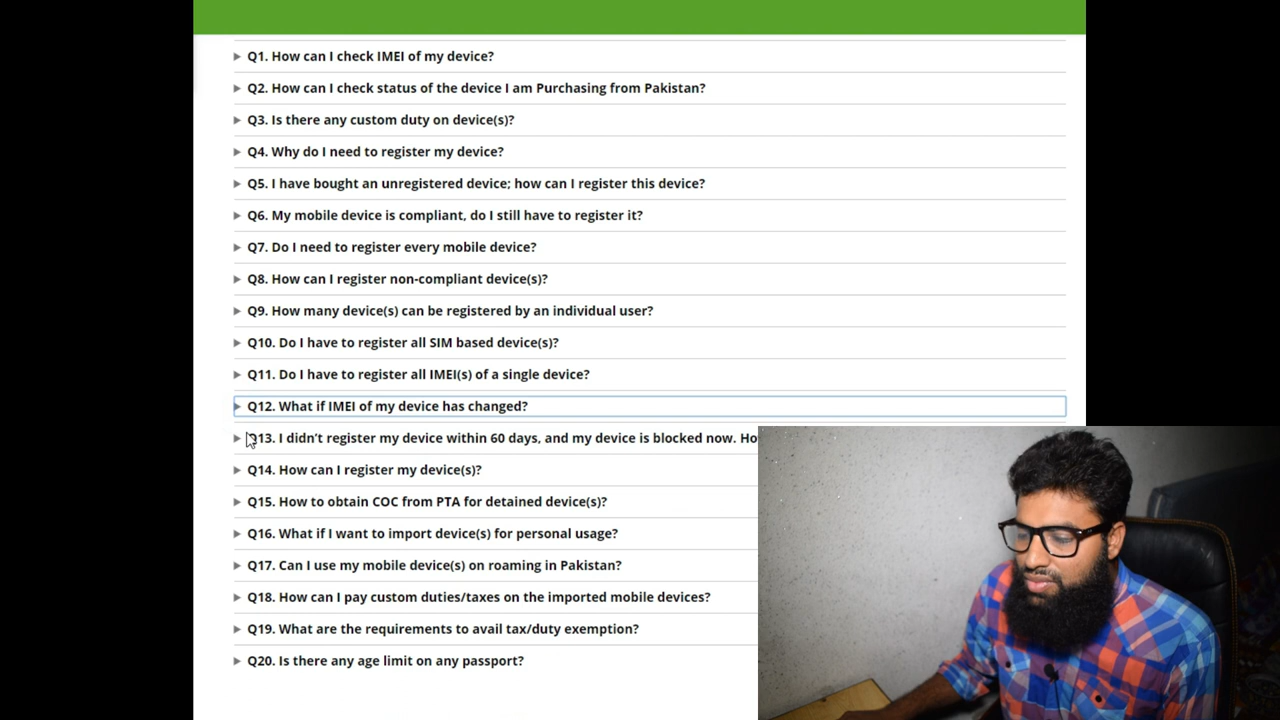 Q1. How can I check IMEI of my device?
Q2. How can I check status of the device I am Purchasing from Pakistan?
Q3. Is there any custom duty on device(s)?
Q4. Why do I need to register my device?
Q5. I have bought an unregistered device; how can I register this device?
Q6. My mobile device is compliant, do I still have to register it?
Q7. Do I need to register every mobile device?
Q8. How can I register non-compliant device(s)?
Q9. How many device(s) can be registered by an individual user?
Q10. Do I have to register all SIM based device(s)?
Q11. Do I have to register all IMEI(s) of a single device?
Q12. What if IMEI of my device has changed?
Q13. I didn't register my device within 60 days, and my device is blocked now. Ho
Q14. How can I register my device(s)?
Q15. How to obtain COC from PTA for detained device(s)?
Q16. What if I want to import device(s) for personal usage?
Q17. Can I use my mobile device(s) on roaming in Pakistan?
Q18. How can I pay custom duties/taxes on the imported mobile devices?
Q19. What are the requirements to avail tax/duty exemption?
Q20. Is there any age limit on any passport?